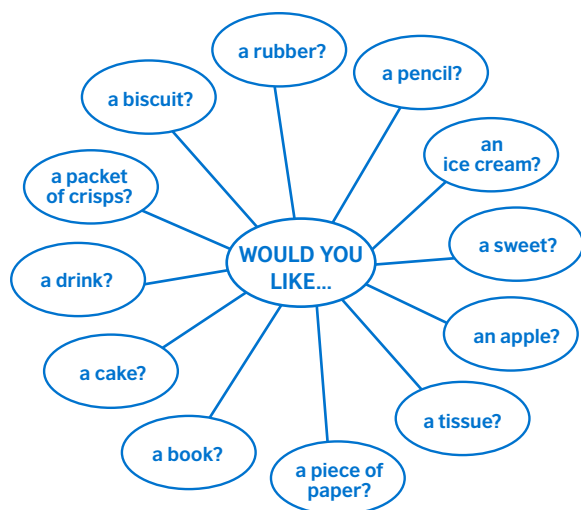 a rubber?
a pencil?
a biscuit?
an
ice cream?
a packet
of crisps?
WOULD YOU
LIKE...
a sweet?
a drink?
an apple?
a cake?
a tissue?
a book?
a piece of
paper?